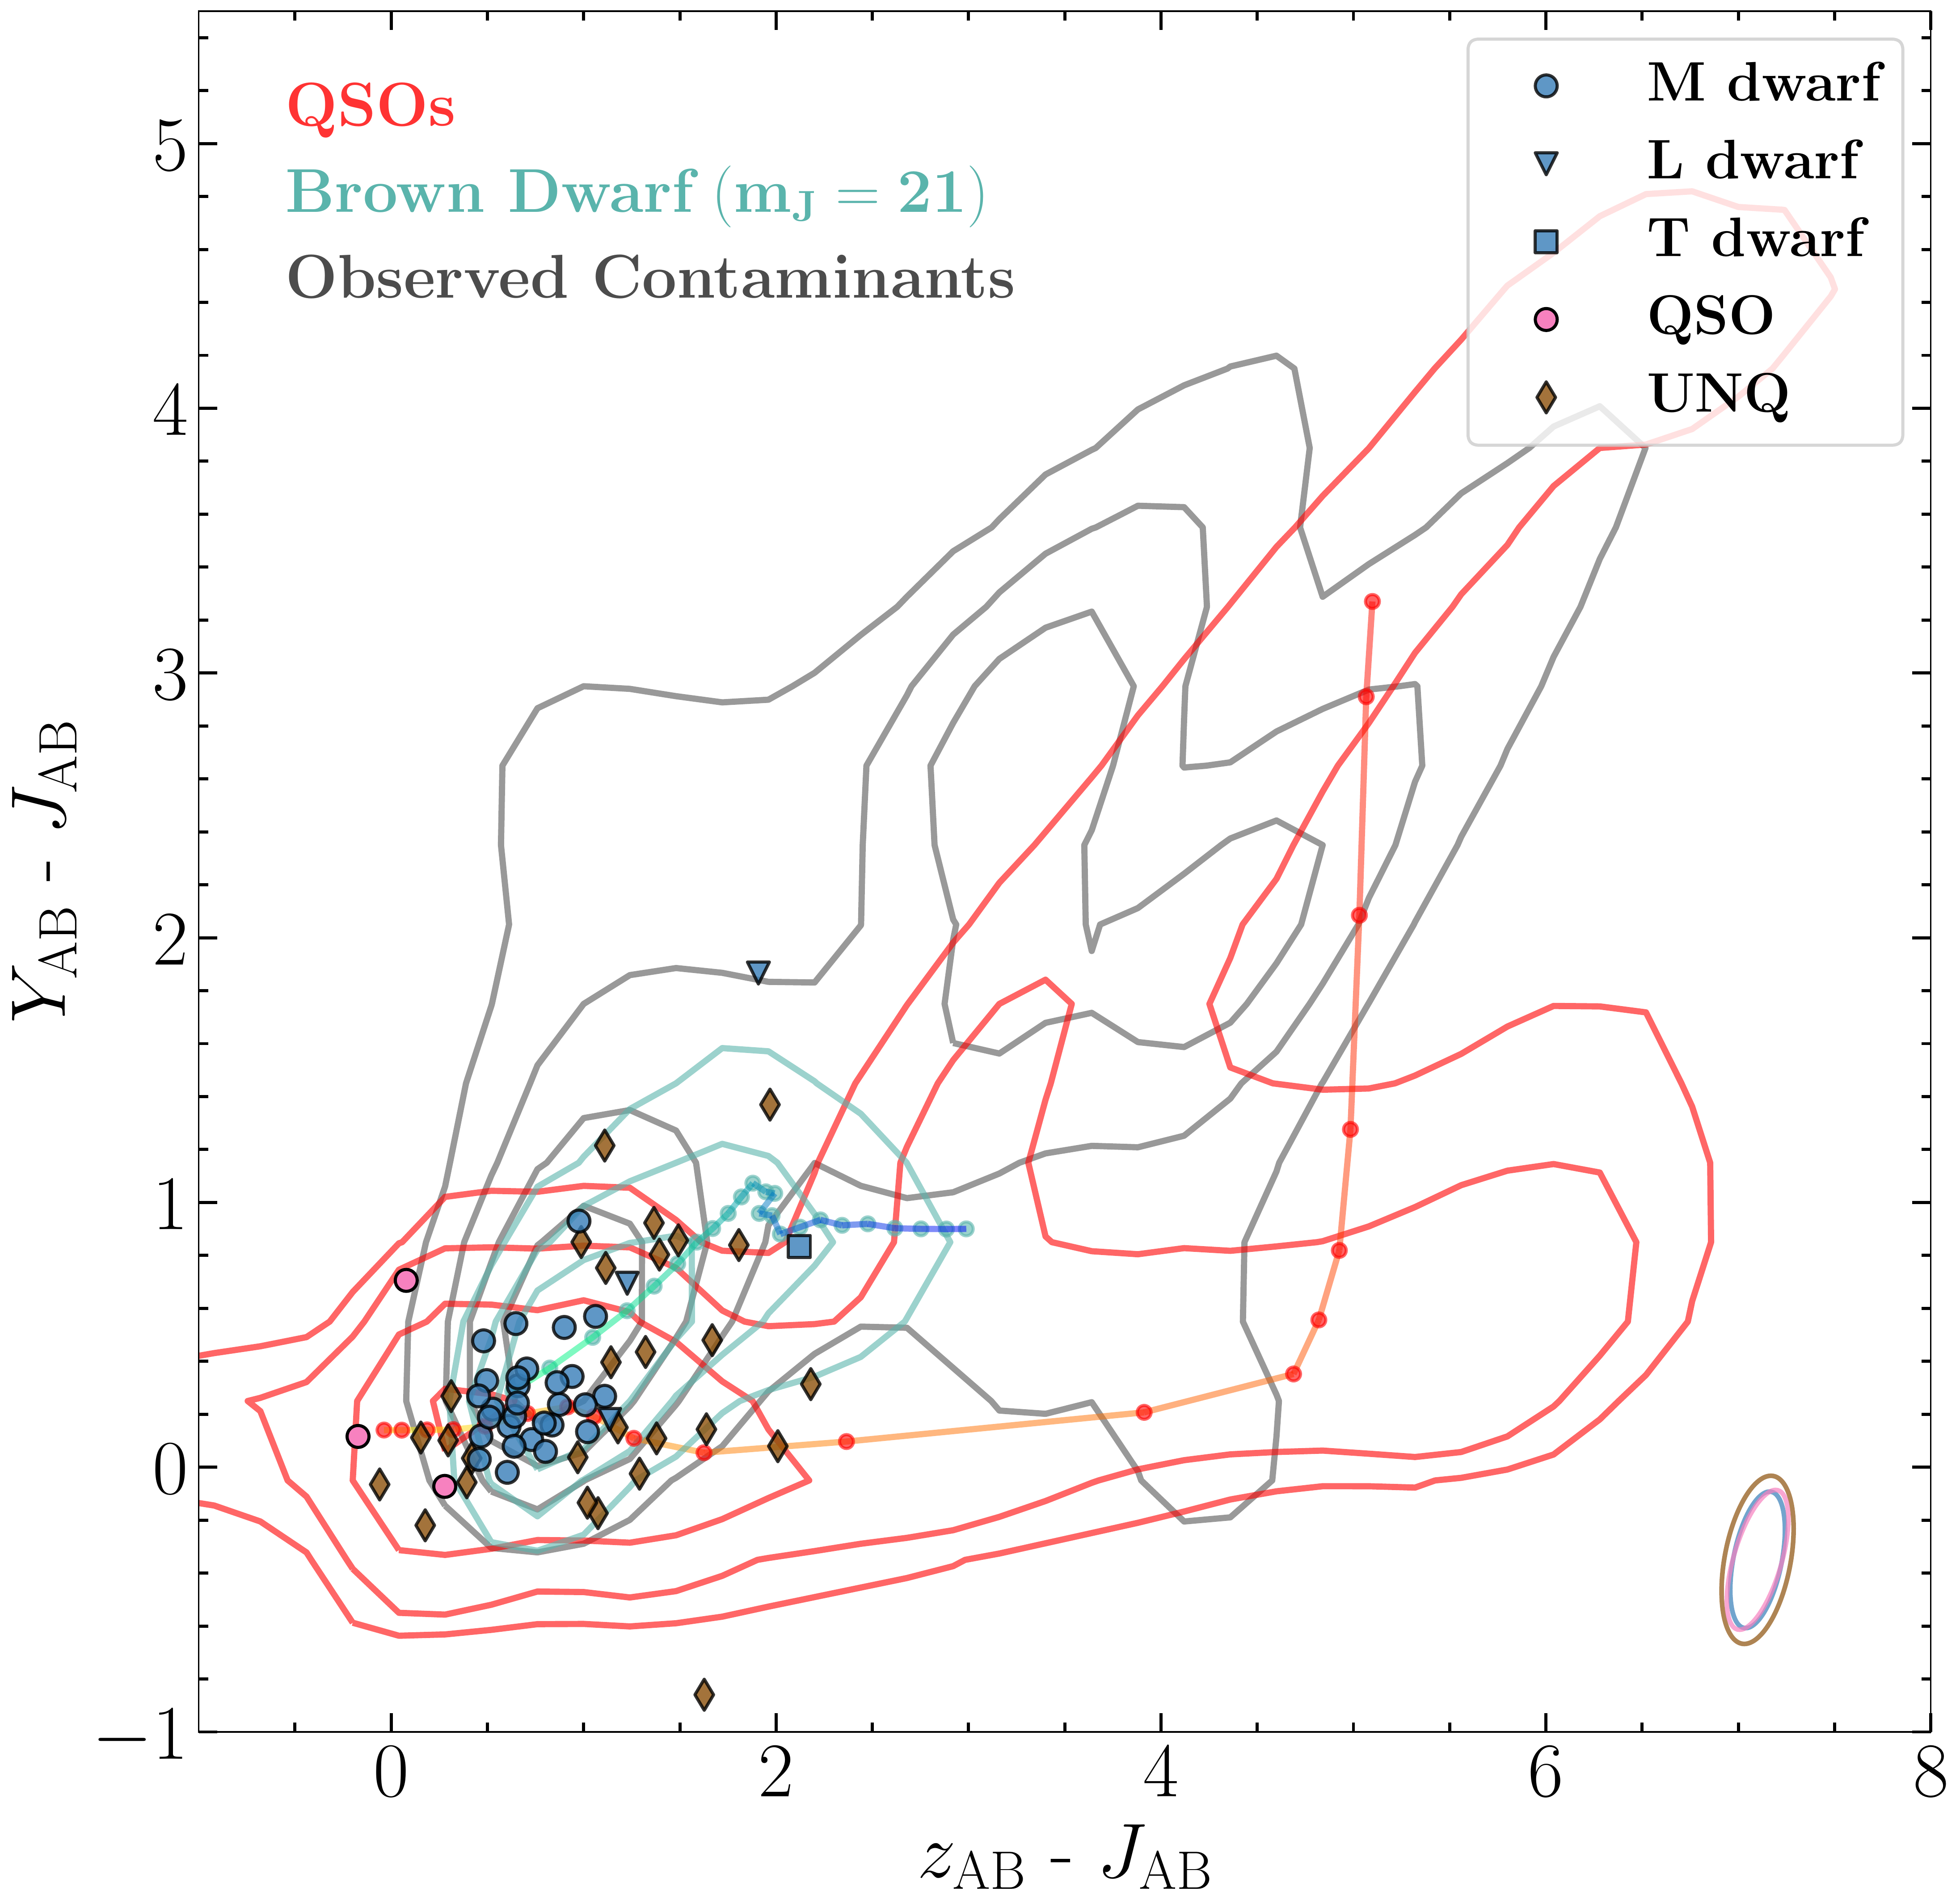 QSOs
Brown Dwarf (mJ = 21)
Observed Contaminants
M dwarf
L dwarf
T dwarf
QSO
UNQ
5
4
3
2
1
0
−1
YAB - JAB
0 2 4 6 8
zAB - JAB